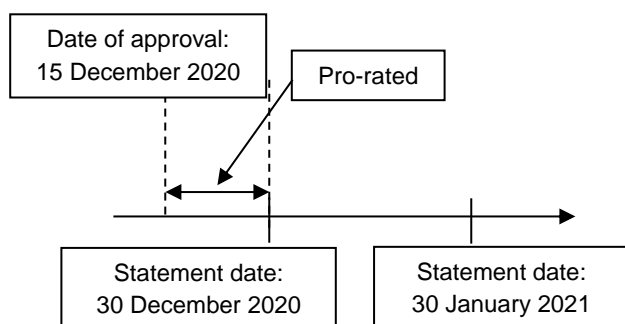 Date of approval:
15 December 2020
Pro-rated
Statement date:
30 December 2020
Statement date:
30 January 2021